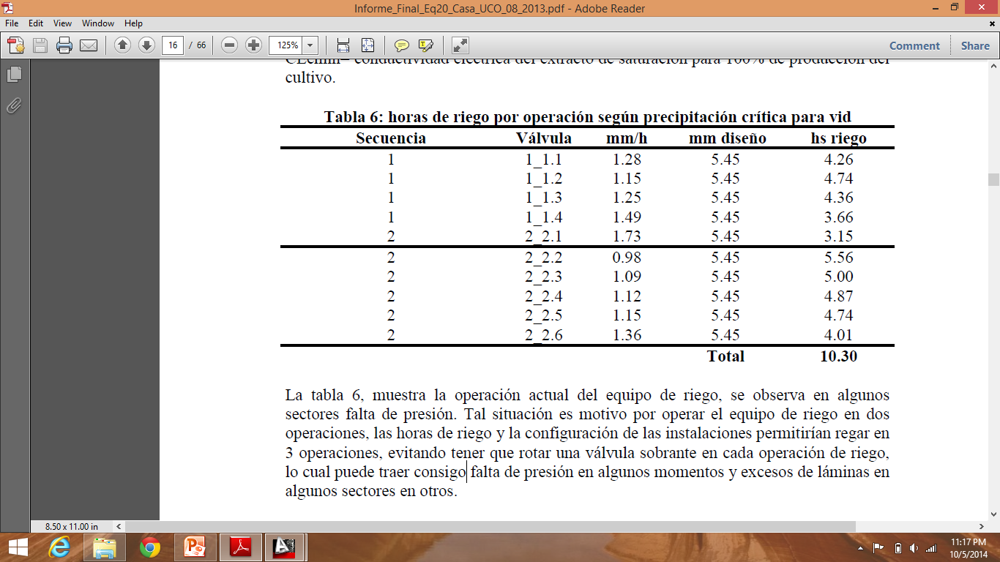 Informe_Final_Eq20_Casa_UCO_08_2013.pdf - Adobe Reader
File Edit View Window Help
16 / 66 125% Comment Share
conductividad eléctrica del extracto de saturación para 100% de producción del
cultivo.
Tabla 6: horas de riego por operación según precipitación crítica para vid
Secuencia Válvula mm/h mm diseño hs riego
1 1_1.1 1.28 5.45 4.26
1 1_1.2 1.15 5.45 4.74
1 1_1.3 1.25 5.45 4.36
1 1_1.4 1.49 5.45 3.66
2 2_2.1 1.73 5.45 3.15
2 2_2.2 0.98 5.45 5.56
2 2_2.3 1.09 5.45 5.00
2 2_2.4 1.12 5.45 4.87
2 2_2.5 1.15 5.45 4.74
2 2_2.6 1.36 5.45 4.01
Total 10.30
La tabla 6, muestra la operación actual del equipo de riego, se observa en algunos
sectores falta de presión. Tal situación es motivo por operar el equipo de riego en dos
operaciones, las horas de riego y la configuración de las instalaciones permitirían regar en
3 operaciones, evitando tener que rotar una válvula sobrante en cada operación de riego,
lo cual puede traer consigo falta de presión en algunos momentos y excesos de láminas en
algunos sectores en otros.
8.50 x 11.00 in
11:17 PM
10/5/2014